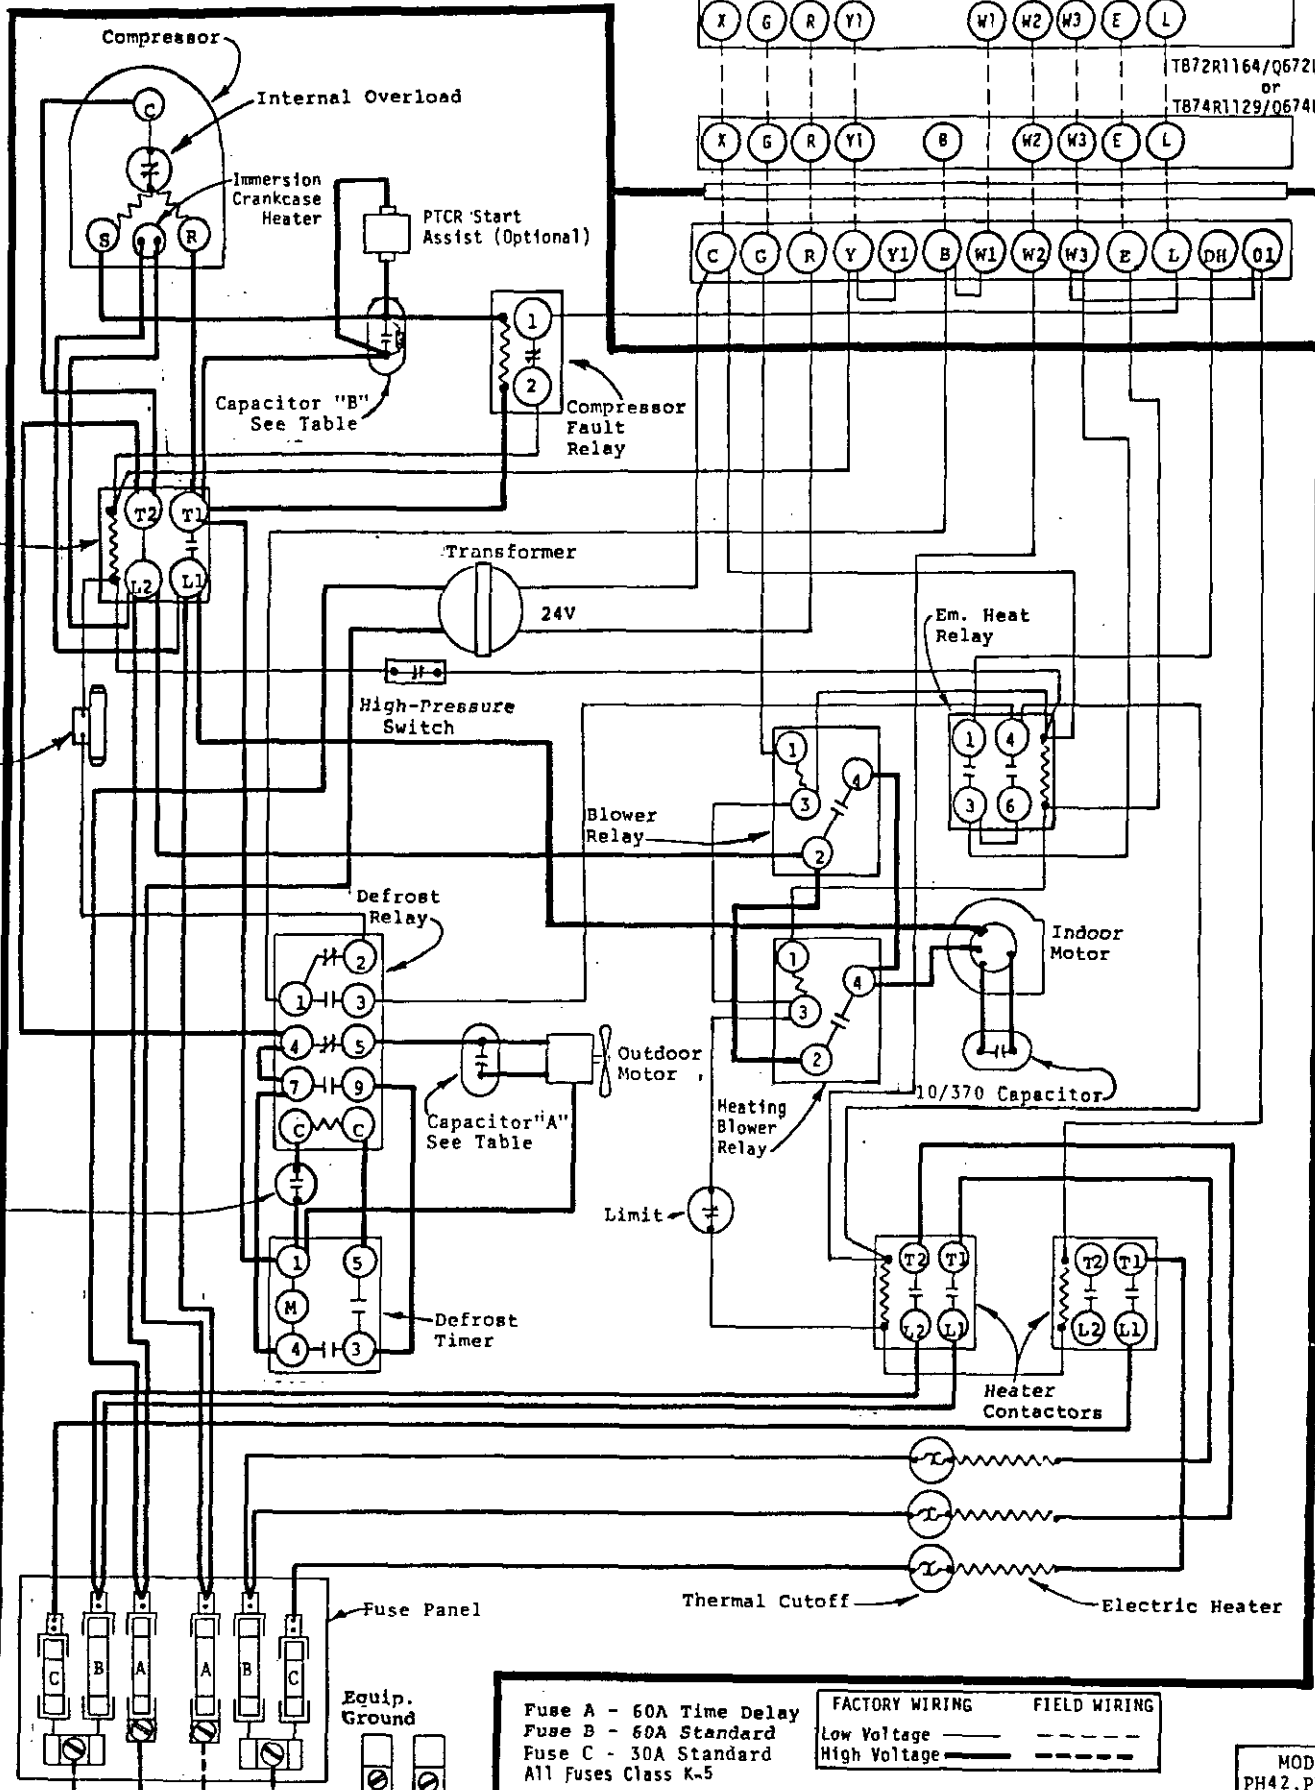 X G R Y1 W1 W2 W3 E L
TB72R1164/Q672
or
TB74R1129/Q674
X G R Y1 B W2 W3 E L
C G R Y Y1 B W1 W2 W3 E L DH O1
Compressor
Internal Overload
C
Immersion
Crankcase
Heater
S R
PTCR Start
Assist (Optional)
1
2
Capacitor "B"
See Table
Compressor
Fault
Relay
T2 T1
L2 L1
Transformer
24V
High-Pressure
Switch
Em. Heat
Relay
1 4
3 6
1
4
3
2
Blower
Relay
Defrost
Relay
2
1 3
4 5
7 9
C C
1
4
3
2
Indoor
Motor
Outdoor
Motor
Capacitor "A"
See Table
10/370 Capacitor
Heating
Blower
Relay
Limit
1 5
M
4 3
Defrost
Timer
T2 T1
L2 L1
T2 T1
L2 L1
Heater
Contactors
Thermal Cutoff
Electric Heater
Fuse Panel
C B A A B C
Equip.
Ground
Fuse A - 60A Time Delay
Fuse B - 60A Standard
Fuse C - 30A Standard
All Fuses Class K-5
FACTORY WIRING FIELD WIRING
Low Voltage
High Voltage
MOD
PH42.P